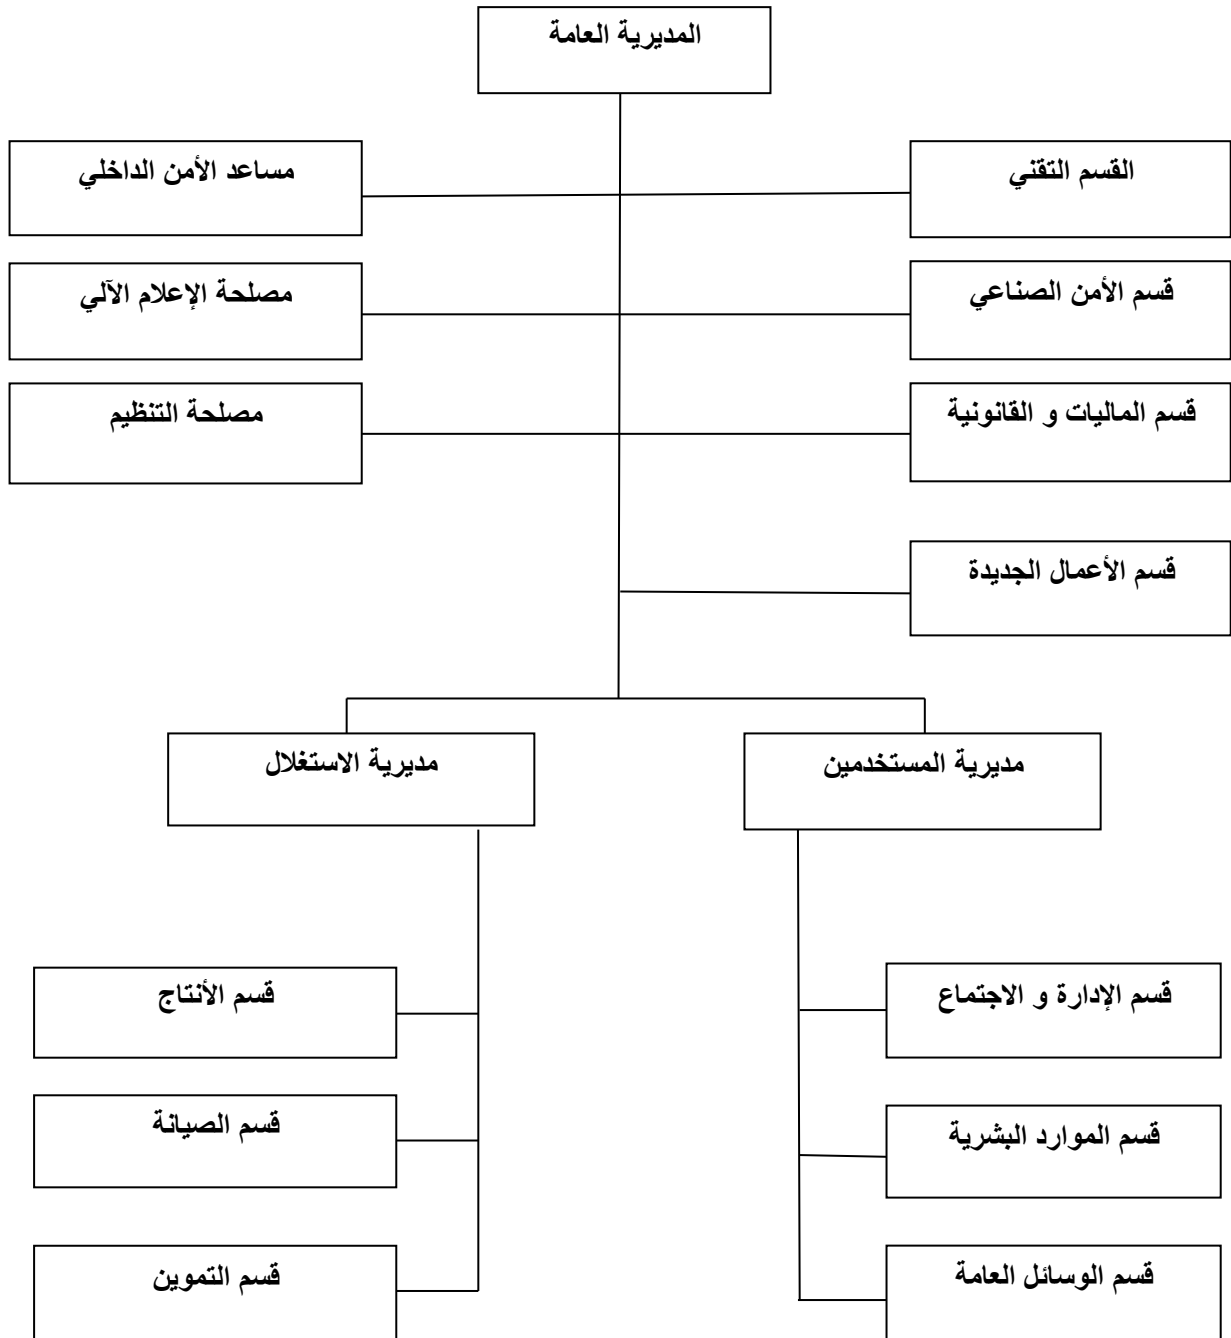 المديرية العامة
القسم التقني
مساعد الأمن الداخلي
قسم الأمن الصناعي
مصلحة الإعلام الآلي
قسم الماليات و القانونية
مصلحة التنظيم
قسم الأعمال الجديدة
مديرية المستخدمين
مديرية الاستغلال
قسم الإدارة و الاجتماع
قسم الأنتاج
قسم الموارد البشرية
قسم الصيانة
قسم الوسائل العامة
قسم التموين